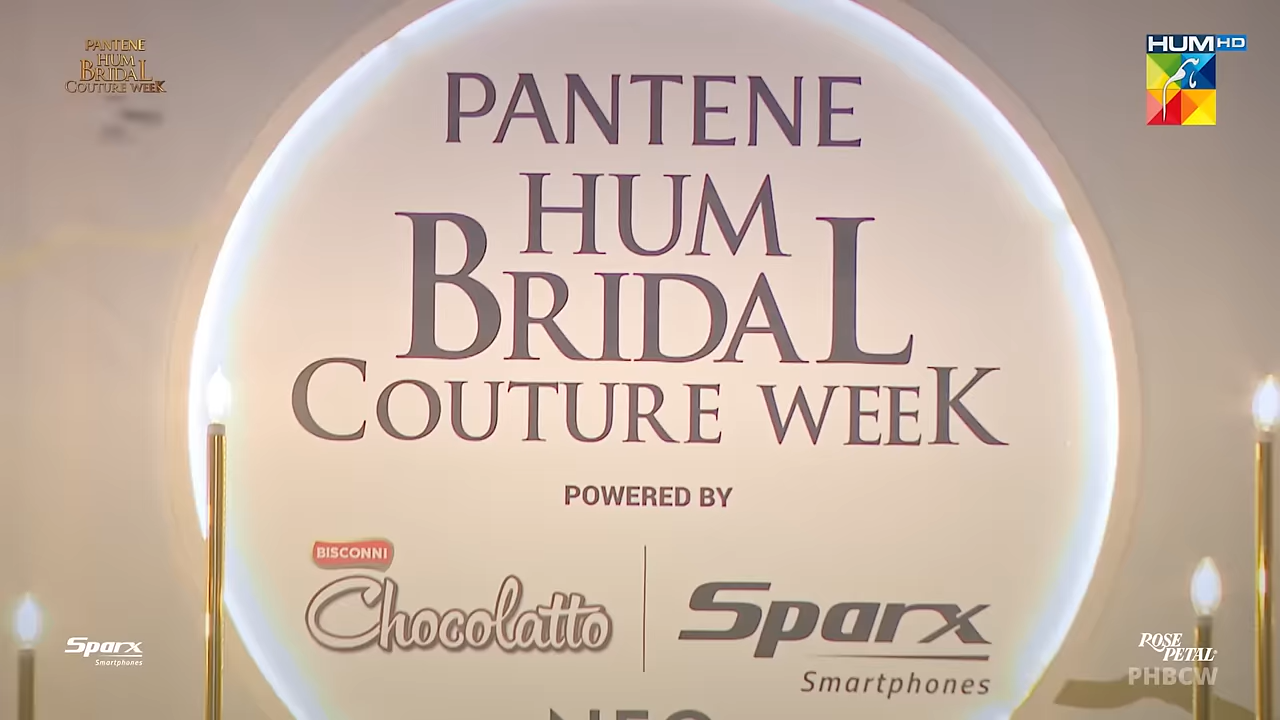 PANTENE
HUM
BRIDAL
COUTURE WEEK
HUM HD
PANTENE
HUM
BRIDAL
COUTURE WEEK
POWERED BY
BISCONNI
Chocolatto
Sparx
Smartphones
Sparx
Smartphones
ROSE
PETAL
PHBCW